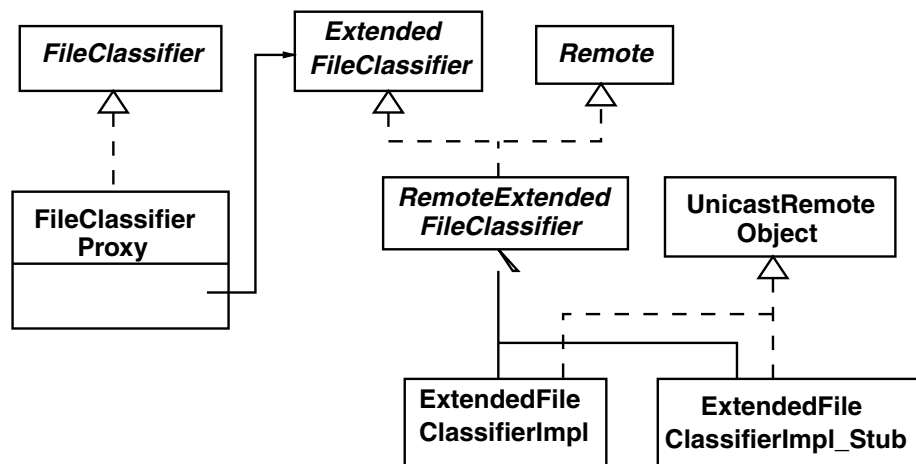 FileClassifier
Extended
FileClassifier
Remote
FileClassifier
Proxy
RemoteExtended
FileClassifier
UnicastRemote
Object
ExtendedFile
ClassifierImpl
ExtendedFile
ClassifierImpl_Stub